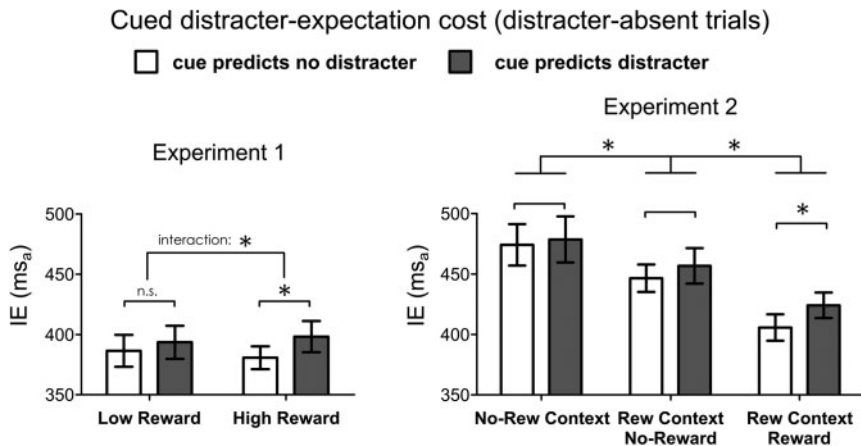 Cued distracter-expectation cost (distracter-absent trials)
cue predicts no distracter
cue predicts distracter
Experiment 1
IE (msa)
500
450
400
350
interaction: *
n.s.
*
Low Reward
High Reward
Experiment 2
IE (msa)
500
450
400
350
*
*
*
No-Rew Context
Rew Context
No-Reward
Rew Context
Reward